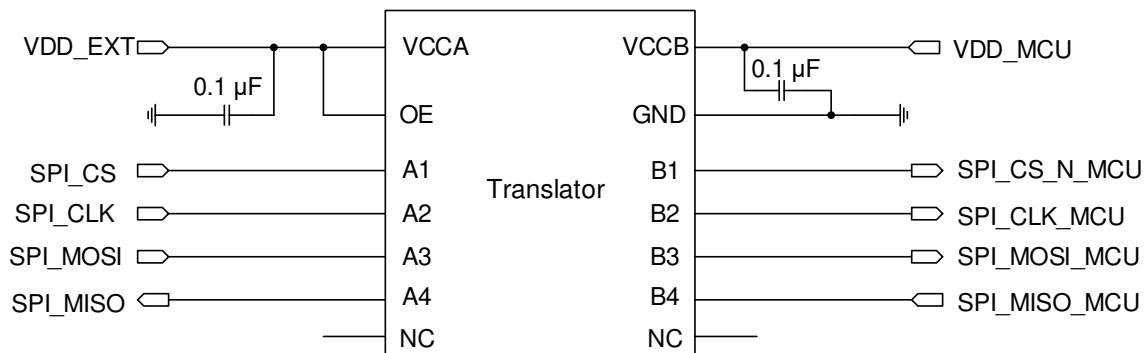 VDD_EXT VCCA VCCB VDD_MCU
0.1 µF 0.1 µF
OE GND
SPI_CS A1 B1 SPI_CS_N_MCU
Translator
SPI_CLK A2 B2 SPI_CLK_MCU
SPI_MOSI A3 B3 SPI_MOSI_MCU
SPI_MISO A4 B4 SPI_MISO_MCU
NC NC